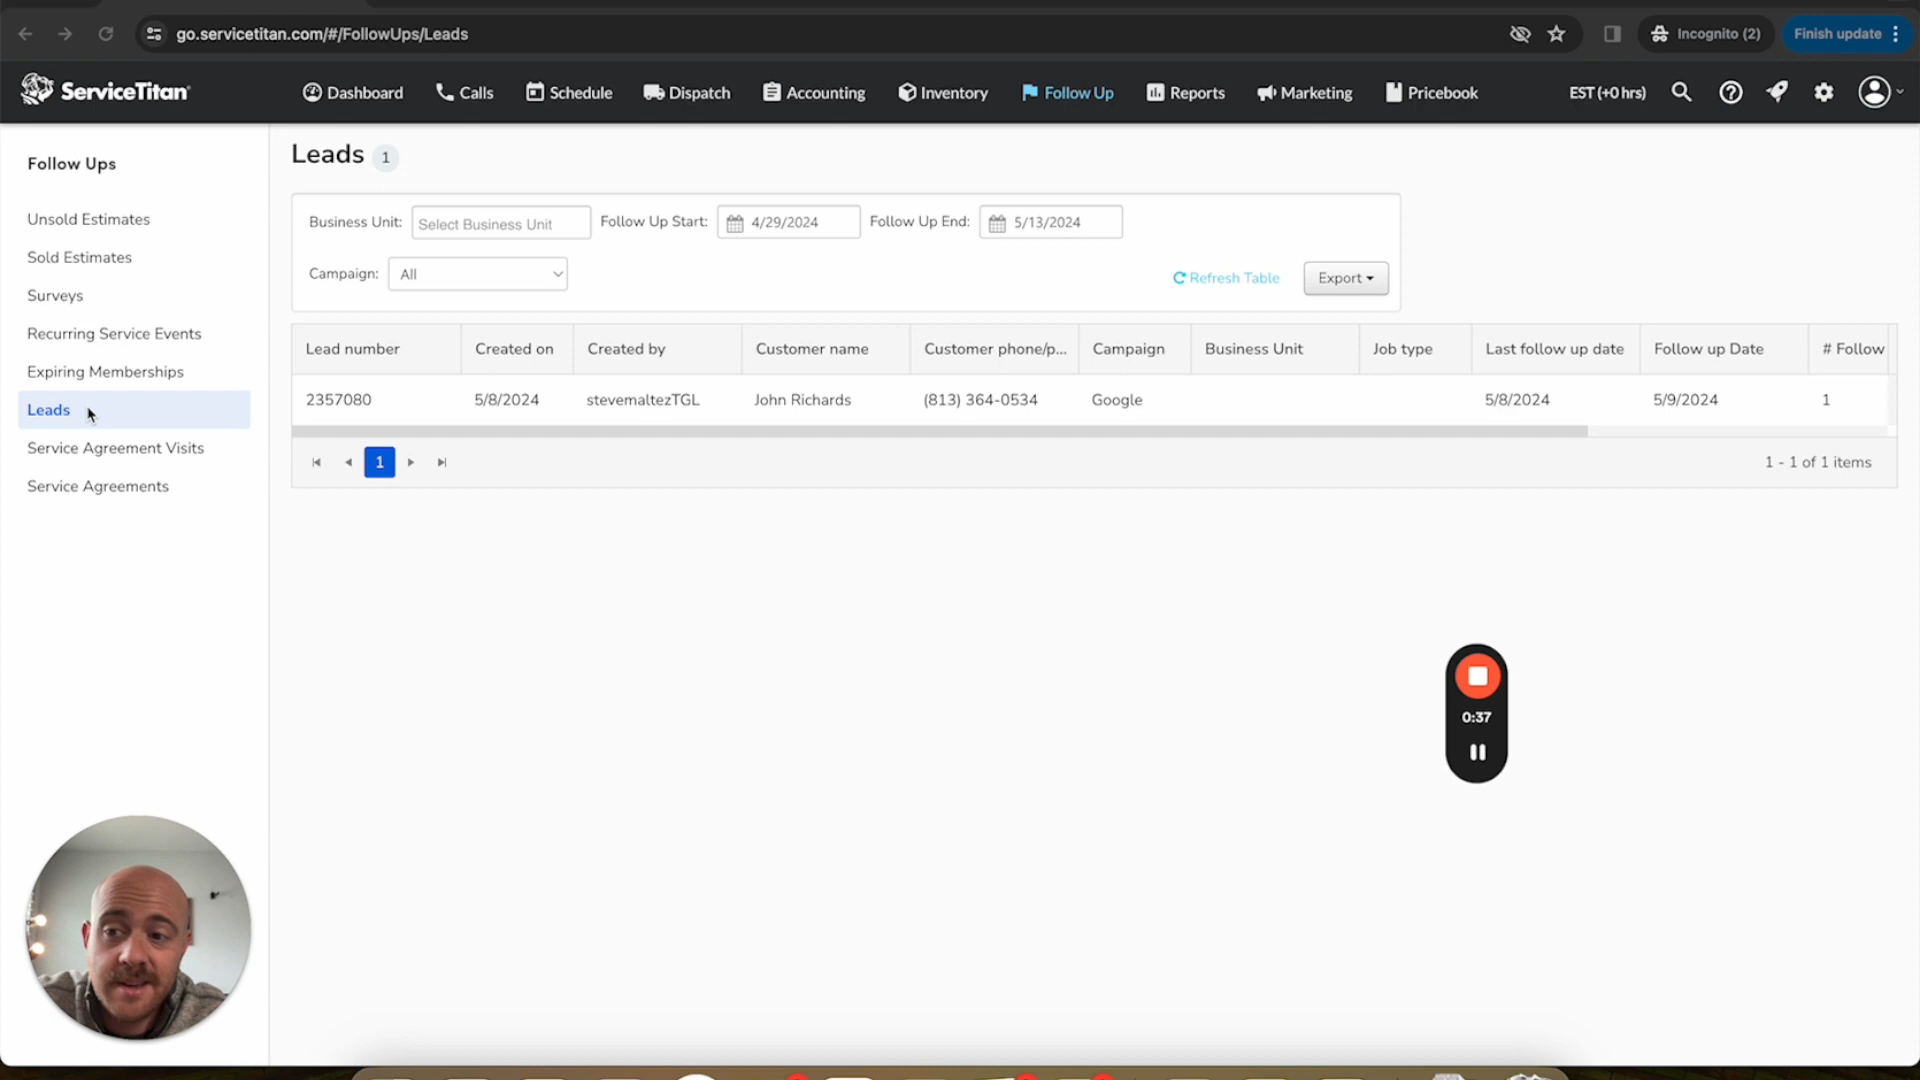 go.servicetitan.com/#/FollowUps/Leads
Incognito (2)
Finish update
ServiceTitan
Dashboard
Calls
Schedule
Dispatch
Accounting
Inventory
Follow Up
Reports
Marketing
Pricebook
EST (+0 hrs)
Follow Ups
Unsold Estimates
Sold Estimates
Surveys
Recurring Service Events
Expiring Memberships
Leads
Service Agreement Visits
Service Agreements
Leads 1
Business Unit: Select Business Unit Follow Up Start: 4/29/2024 Follow Up End: 5/13/2024
Campaign: All Refresh Table Export
Lead number Created on Created by Customer name Customer phone/p... Campaign Business Unit Job type Last follow up date Follow up Date # Follow
2357080 5/8/2024 stevemaltezTGL John Richards (813) 364-0534 Google 5/8/2024 5/9/2024 1
1 1 - 1 of 1 items
0:37